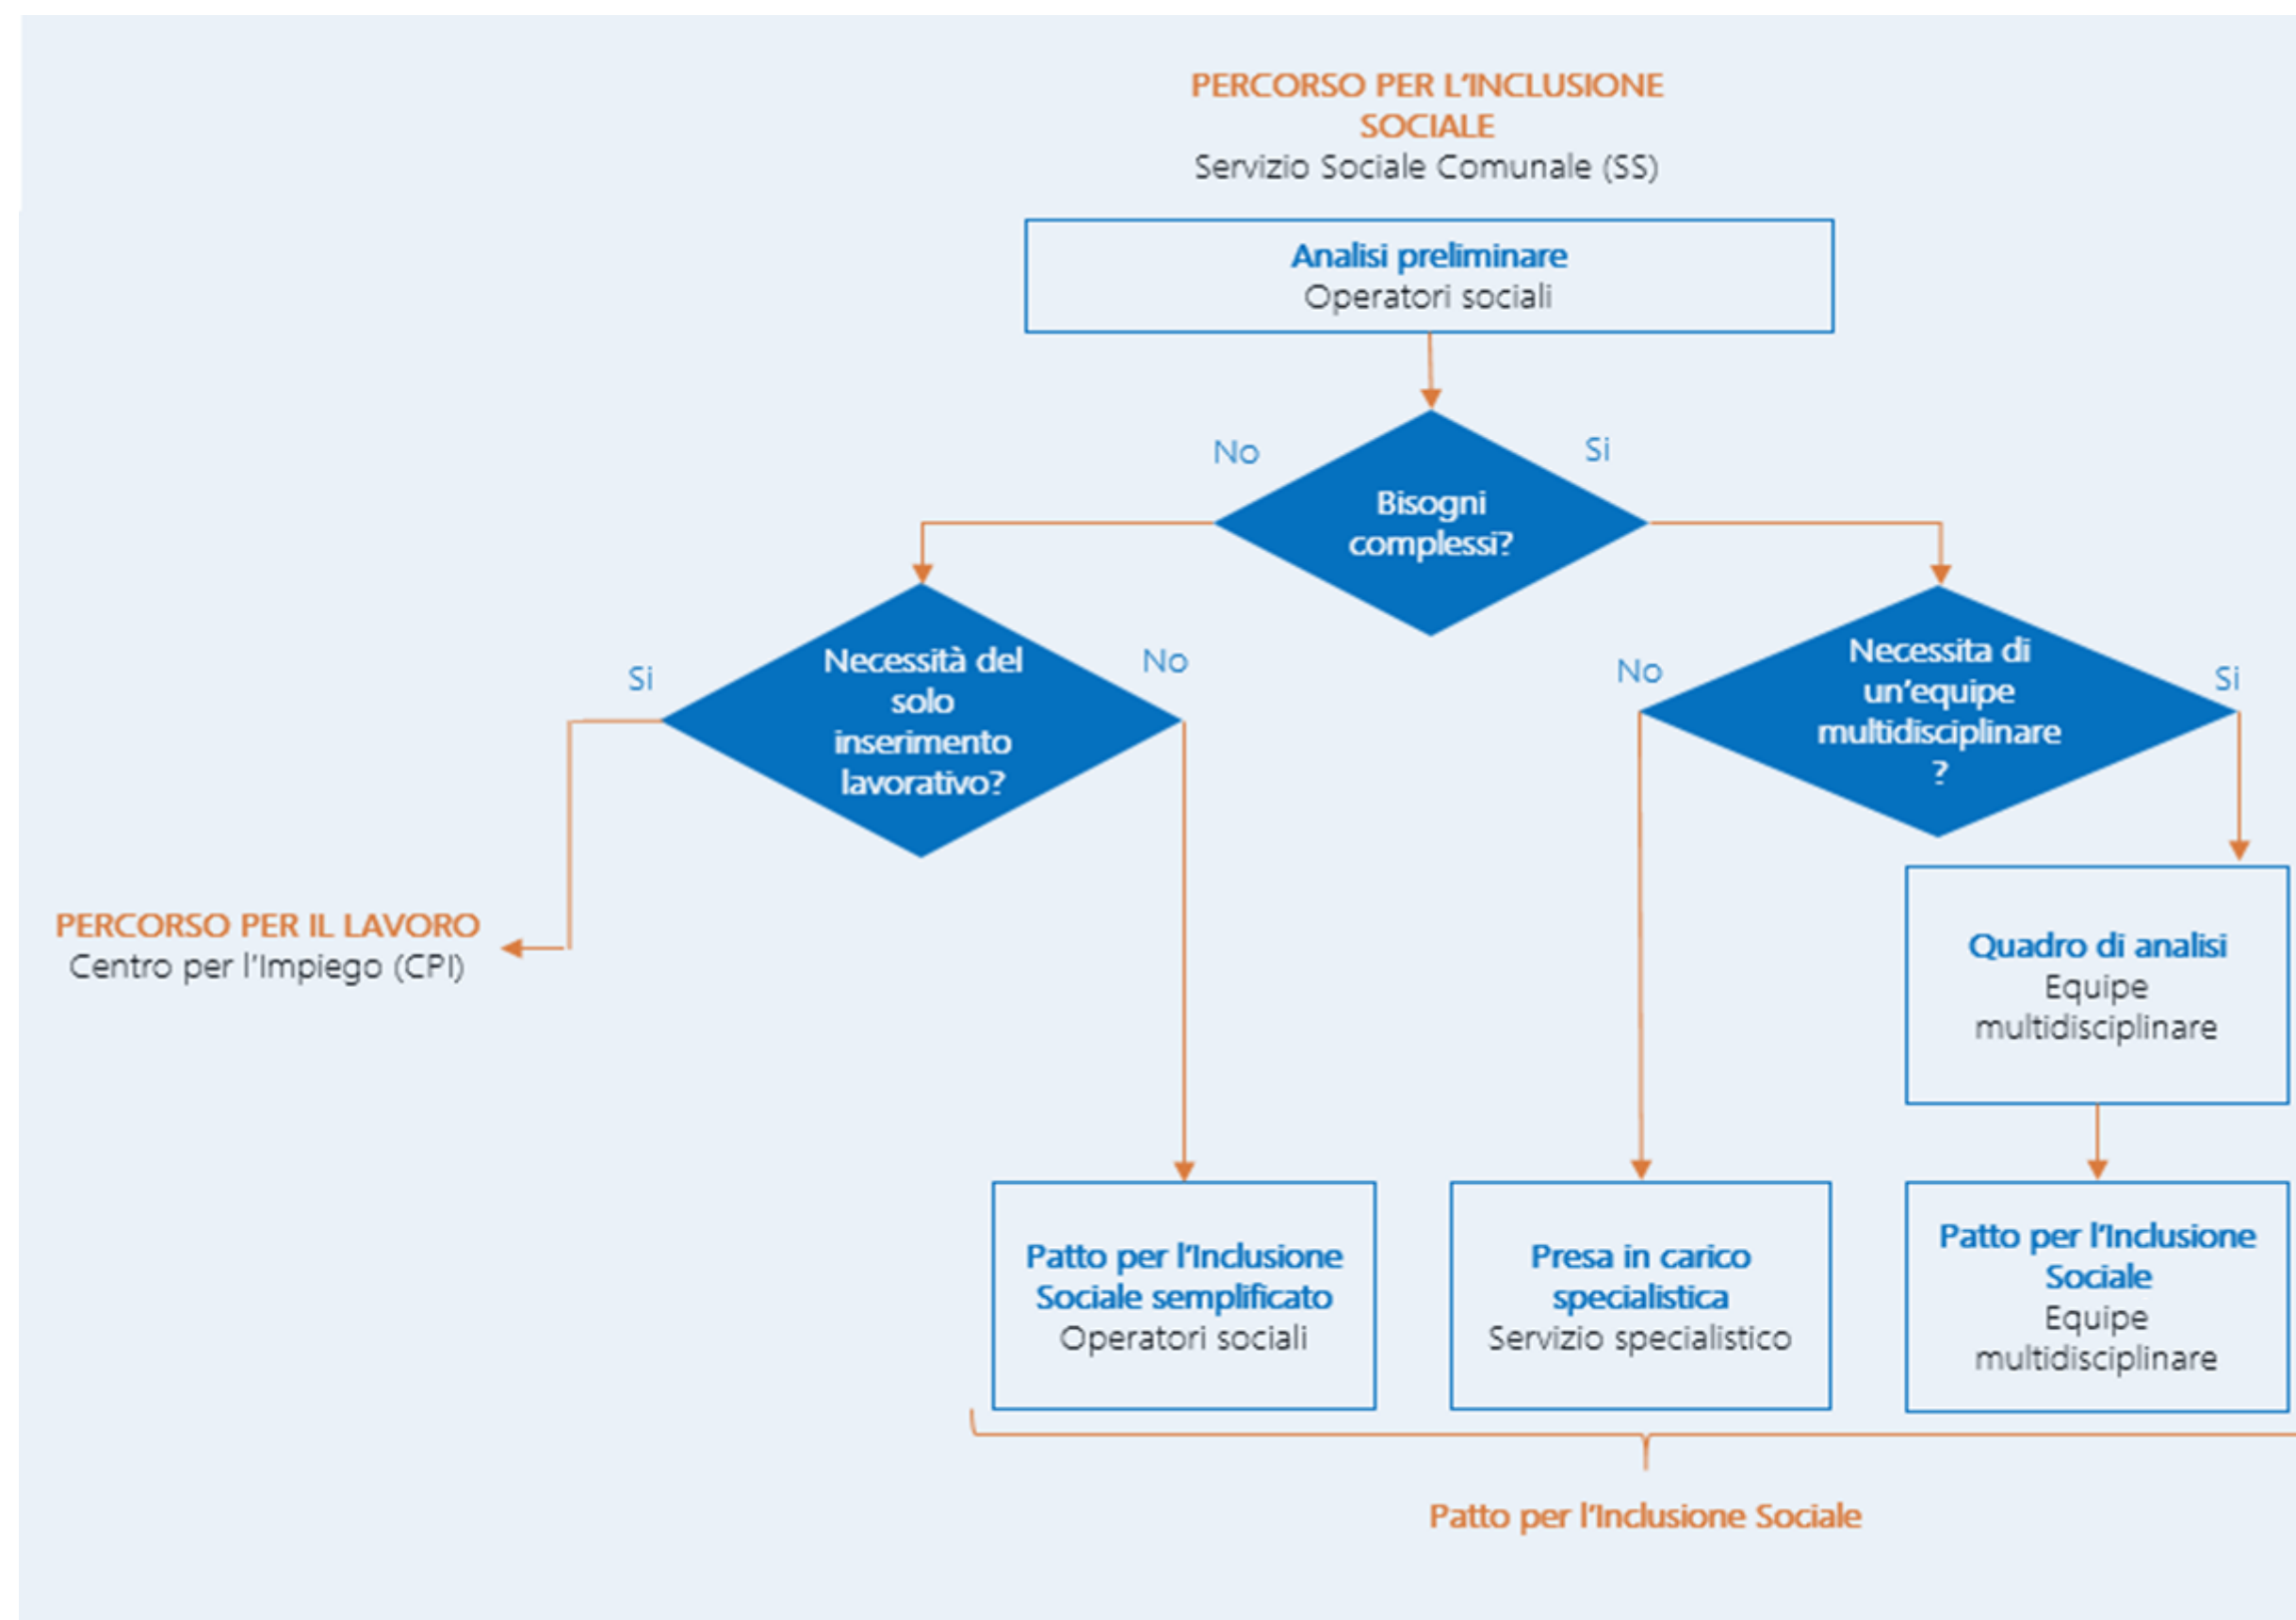 PERCORSO PER L'INCLUSIONE
SOCIALE
Servizio Sociale Comunale (SS)
Analisi preliminare
Operatori sociali
No
Si
Bisogni
complessi?
Si
Necessità del
solo
inserimento
lavorativo?
No
No
Necessita di
un'equipe
multidisciplinare
?
Si
PERCORSO PER IL LAVORO
Centro per l'Impiego (CPI)
Quadro di analisi
Equipe
multidisciplinare
Patto per l'Inclusione
Sociale semplificato
Operatori sociali
Presa in carico
specialistica
Servizio specialistico
Patto per l'Inclusione
Sociale
Equipe
multidisciplinare
Patto per l'Inclusione Sociale